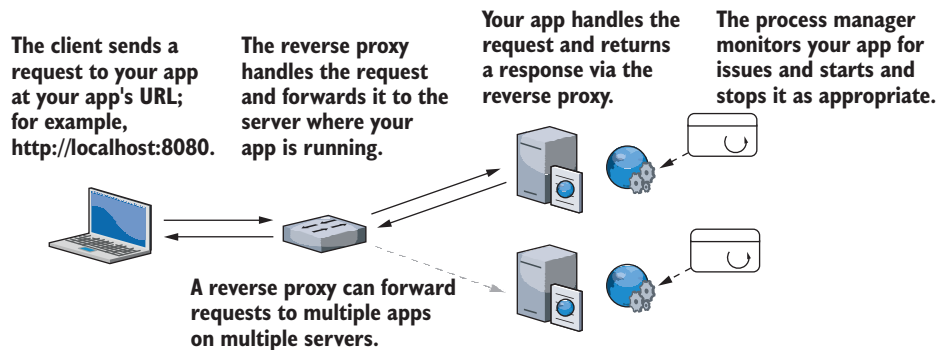 The client sends a
request to your app
at your app's URL;
for example,
http://localhost:8080.
The reverse proxy
handles the request
and forwards it to the
server where your
app is running.
Your app handles the
request and returns
a response via the
reverse proxy.
The process manager
monitors your app for
issues and starts and
stops it as appropriate.
A reverse proxy can forward
requests to multiple apps
on multiple servers.